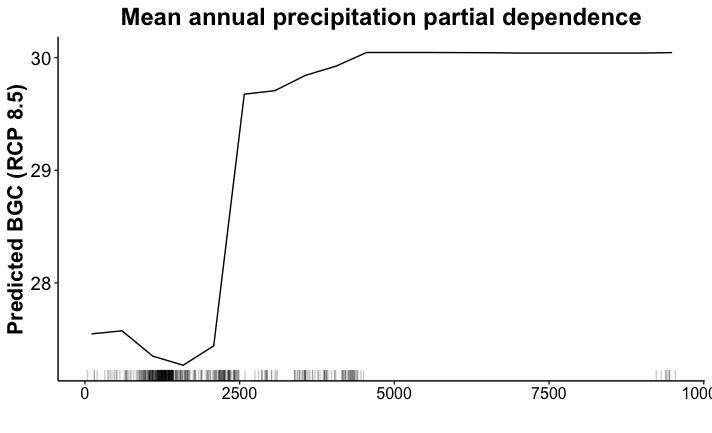 Mean annual precipitation partial dependence
Predicted BGC (RCP 8.5)
30
29
28
0 2500 5000 7500 1000